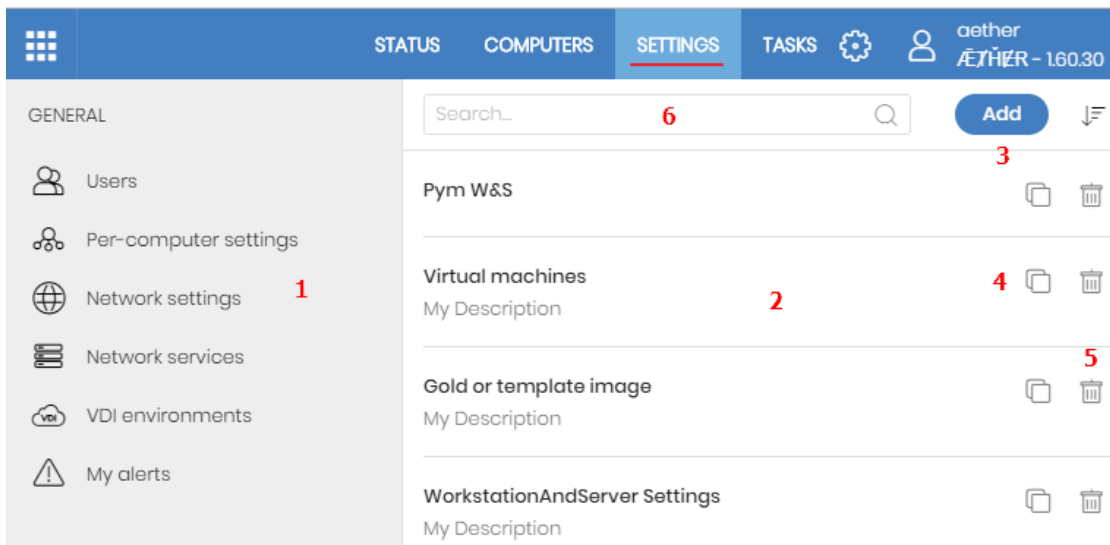 STATUS COMPUTERS SETTINGS TASKS
aether
ÆTHER - 1.60.30
GENERAL
Users
Per-computer settings
Network settings
1
Network services
VDI
VDI environments
My alerts
Search...
6
Add
3
Pym W&S
Virtual machines
My Description
2
4
5
Gold or template image
My Description
WorkstationAndServer Settings
My Description